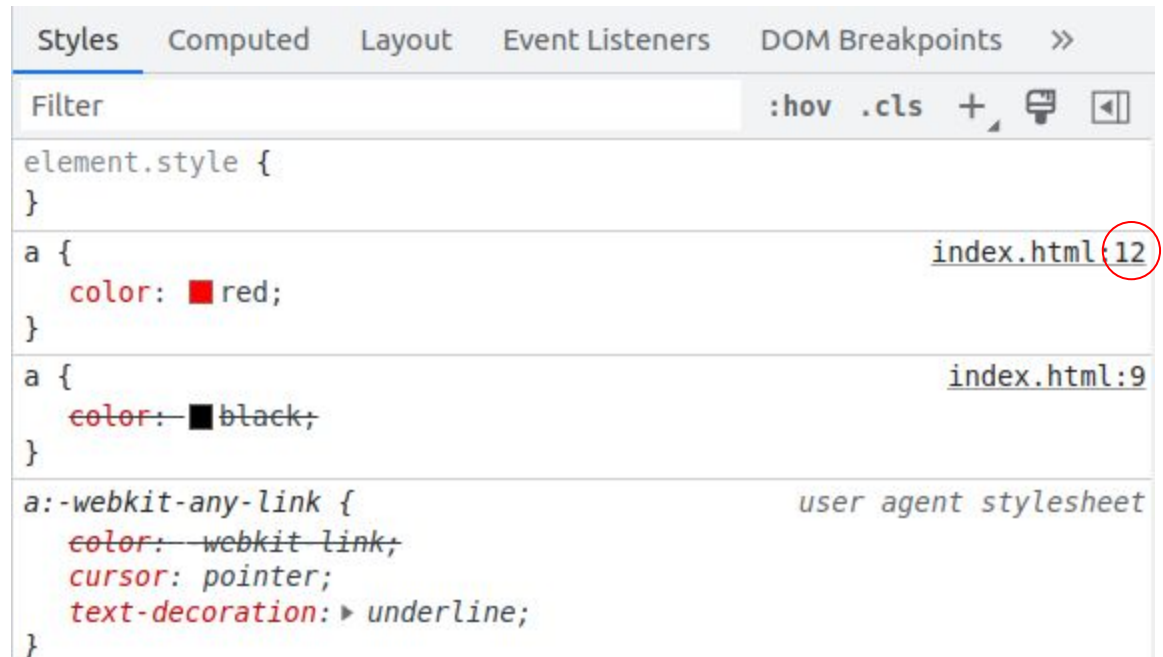 Styles Computed Layout Event Listeners DOM Breakpoints »
Filter :hov .cls +
element.style {
}
a { index.html:12
color: red;
}
a { index.html:9
color: black;
}
a:-webkit-any-link { user agent stylesheet
color: -webkit-link;
cursor: pointer;
text-decoration: underline;
}